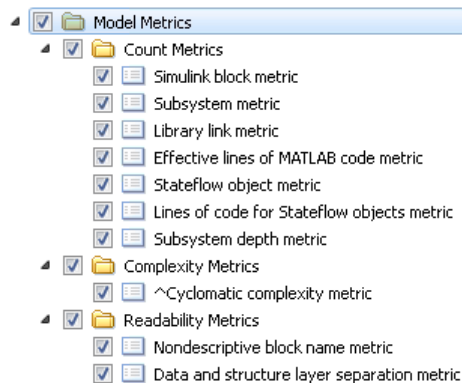 Model Metrics
Count Metrics
Simulink block metric
Subsystem metric
Library link metric
Effective lines of MATLAB code metric
Stateflow object metric
Lines of code for Stateflow objects metric
Subsystem depth metric
Complexity Metrics
^Cyclomatic complexity metric
Readability Metrics
Nondescriptive block name metric
Data and structure layer separation metric